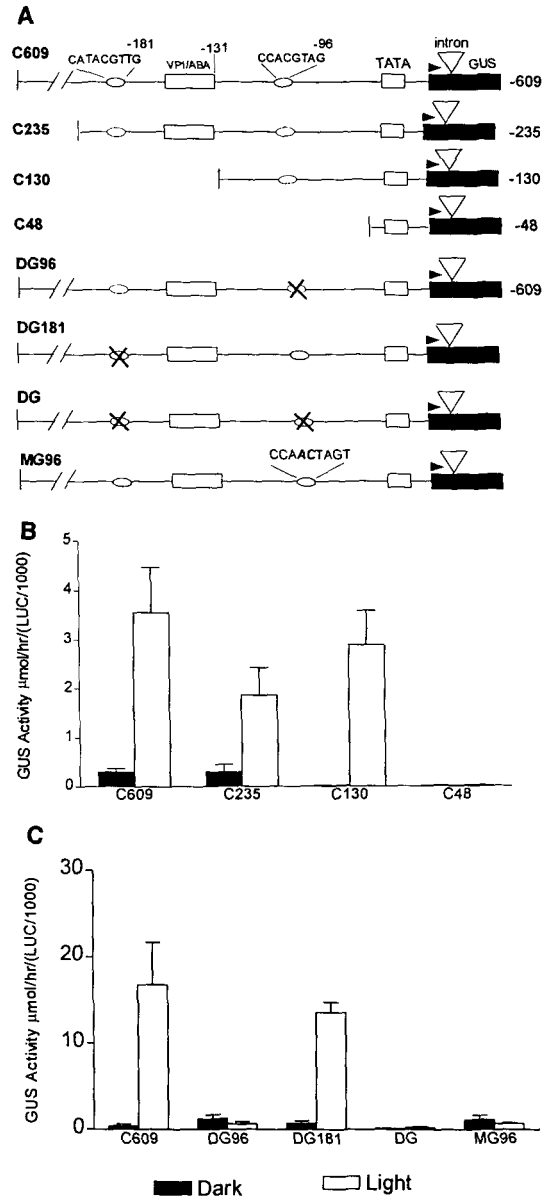 A
C609
CATACGTTG
-181
VP1/ABA
-131
CCACGTAG
-96
TATA
intron
GUS
-609
C235
-235
C130
-130
C48
-48
DG96
-609
DG181
DG
MG96
CCAACTAGT
B
GUS Activity µmol/hr/(LUC/1000)
5
4
3
2
1
0
C609 C235 C130 C48
C
GUS Activity µmol/hr/(LUC/1000)
30
20
10
0
C609 DG96 DG181 DG MG96
Dark Light